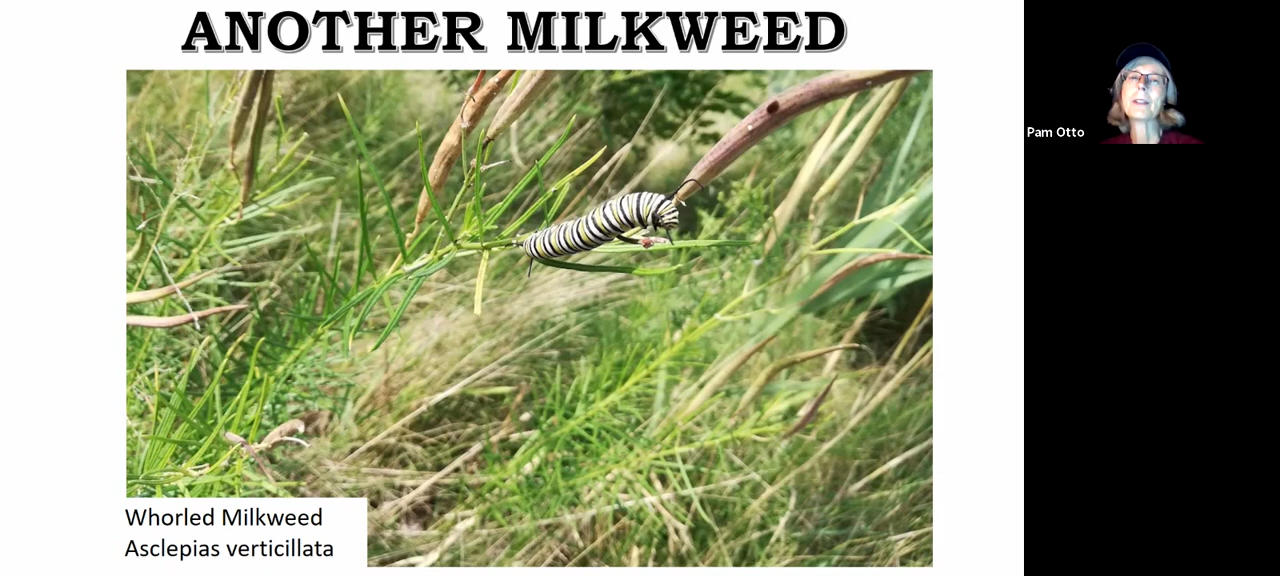 ANOTHER MILKWEED
Pam Otto
Whorled Milkweed
Asclepias verticillata